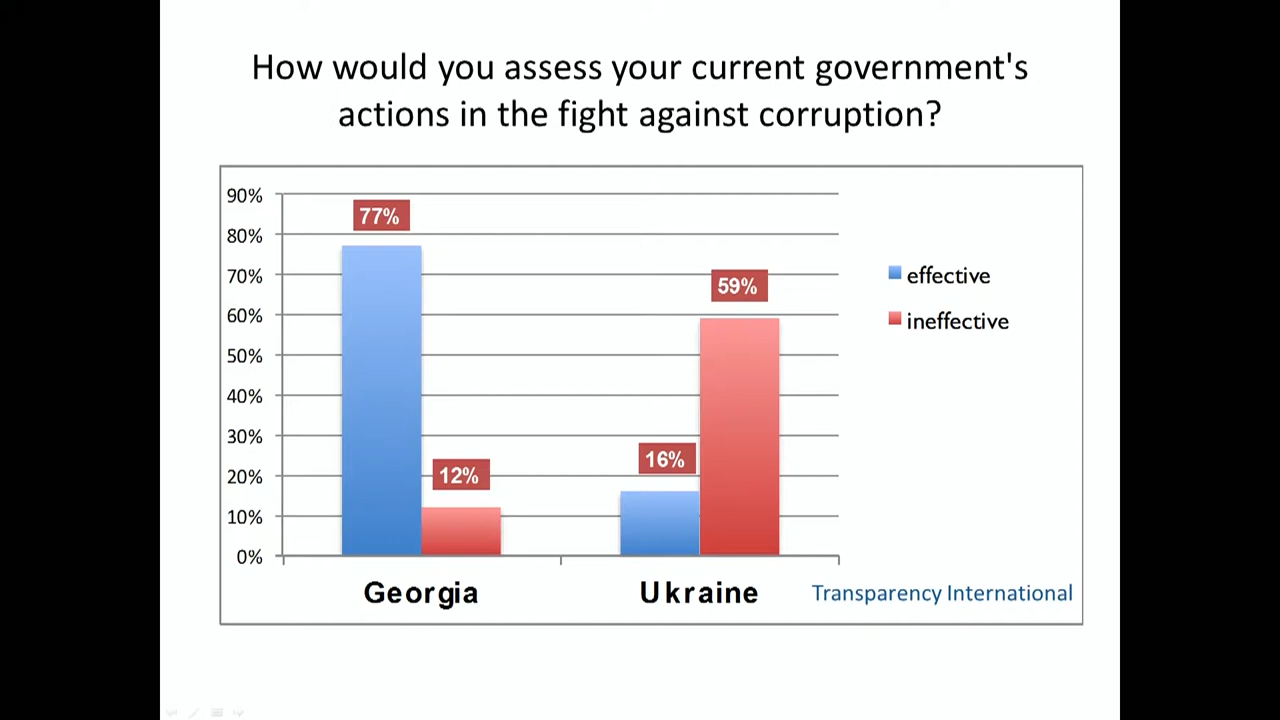 How would you assess your current government's
actions in the fight against corruption?
90%
80%
70%
60%
50%
40%
30%
20%
10%
0%
77%
12%
16%
59%
effective
ineffective
Georgia
Ukraine
Transparency International